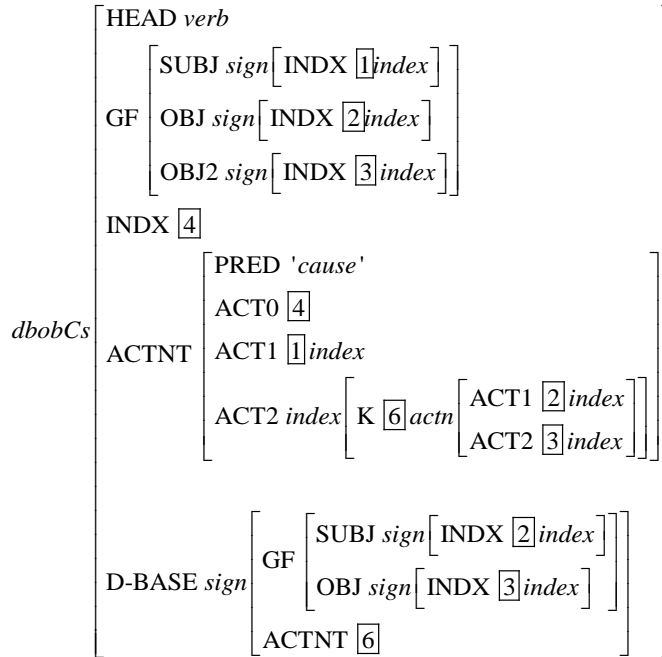 HEAD verb
SUBJ sign[INDX 1 index]
GF OBJ sign[INDX 2 index]
OBJ2 sign[INDX 3 index]
INDX 4
PRED 'cause'
ACT0 4
dbobCs ACTNT ACT1 1 index
ACT2 index[K 6 actn[ACT1 2 index
ACT2 3 index]]
D-BASE sign[GF [SUBJ sign[INDX 2 index]
OBJ sign[INDX 3 index]]
ACTNT 6]